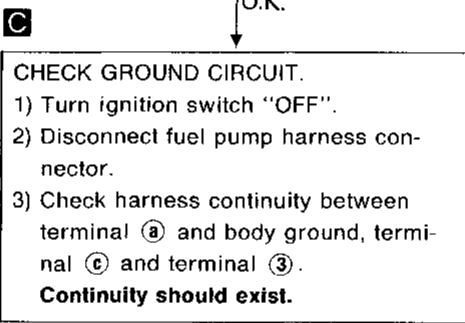 O.K.
C
CHECK GROUND CIRCUIT.
1) Turn ignition switch "OFF".
2) Disconnect fuel pump harness con-
nector.
3) Check harness continuity between
terminal ⓐ and body ground, termi-
nal ⓒ and terminal ③.
Continuity should exist.